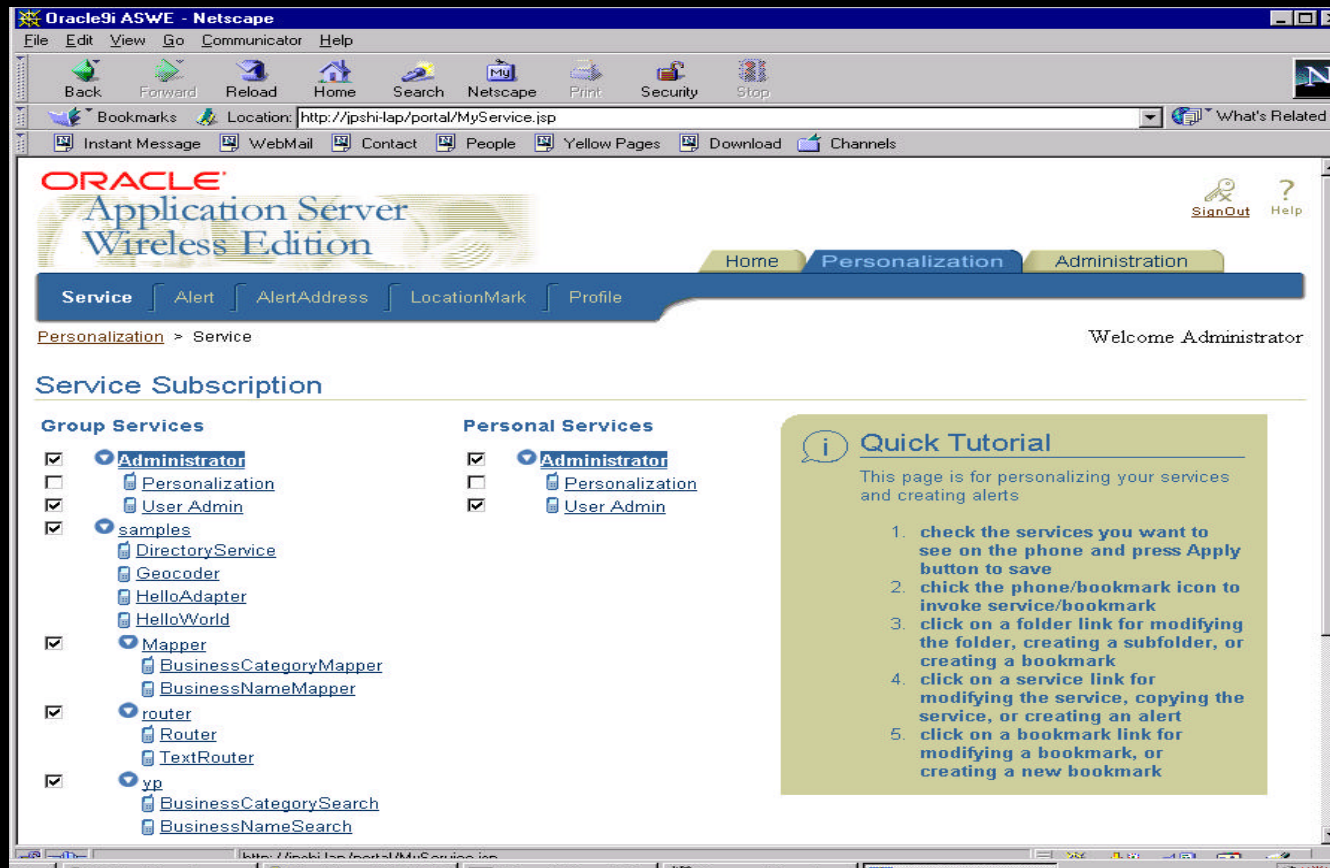 Oracle9i ASWE - Netscape
File Edit View Go Communicator Help
Back Forward Reload Home Search Netscape Print Security Stop
My
N
Bookmarks Location: http://jpshi-lap/portal/MyService.jsp What's Related
Instant Message WebMail Contact People Yellow Pages Download Channels
ORACLE
Application Server
Wireless Edition
SignOut Help
Home Personalization Administration
Service Alert AlertAddress LocationMark Profile
Personalization > Service Welcome Administrator
Service Subscription
Group Services
Administrator
Personalization
User Admin
samples
DirectoryService
Geocoder
HelloAdapter
HelloWorld
Mapper
BusinessCategoryMapper
BusinessNameMapper
router
Router
TextRouter
yp
BusinessCategorySearch
BusinessNameSearch
Personal Services
Administrator
Personalization
User Admin
Quick Tutorial
This page is for personalizing your services
and creating alerts
1. check the services you want to
see on the phone and press Apply
button to save
2. chick the phone/bookmark icon to
invoke service/bookmark
3. click on a folder link for modifying
the folder, creating a subfolder, or
creating a bookmark
4. click on a service link for
modifying the service, copying the
service, or creating an alert
5. click on a bookmark link for
modifying a bookmark, or
creating a new bookmark
http://jpshi-lap/portal/MyService.jsp